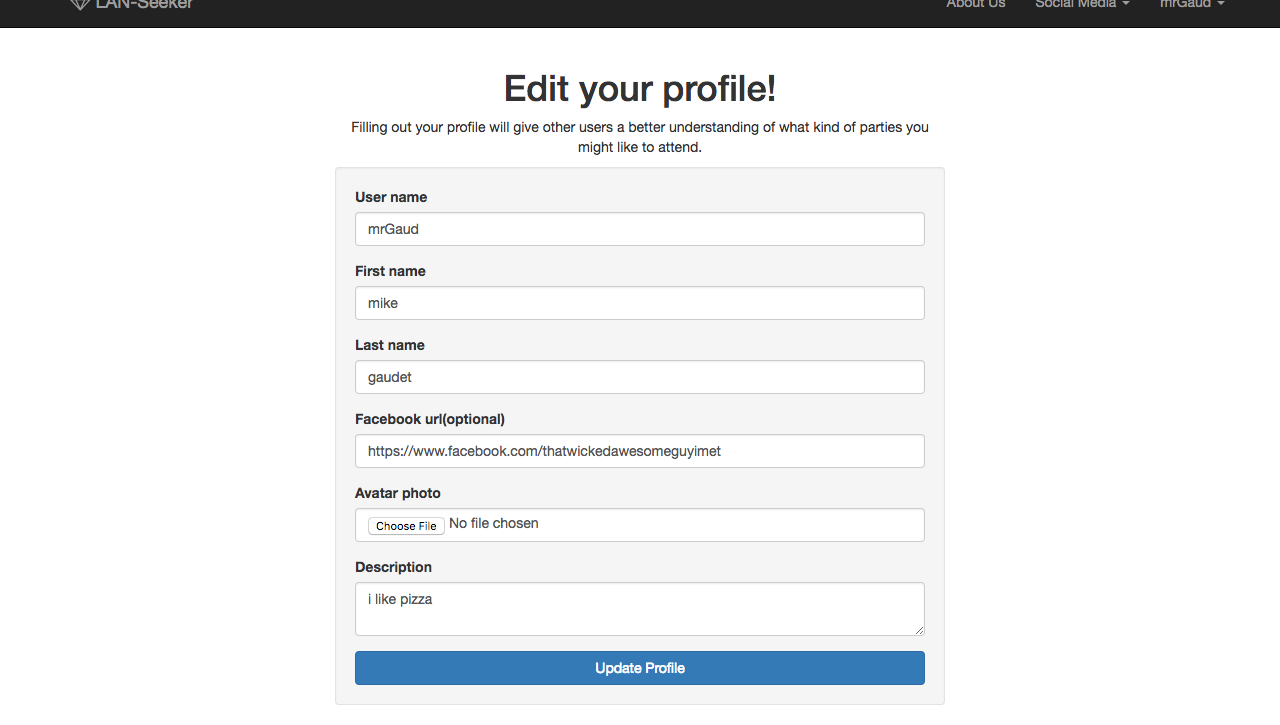 LAN-Seeker About Us Social Media mrGaud
Edit your profile!
Filling out your profile will give other users a better understanding of what kind of parties you
might like to attend.
User name
mrGaud
First name
mike
Last name
gaudet
Facebook url(optional)
https://www.facebook.com/thatwickedawesomeguyimet
Avatar photo
Choose File No file chosen
Description
i like pizza
Update Profile